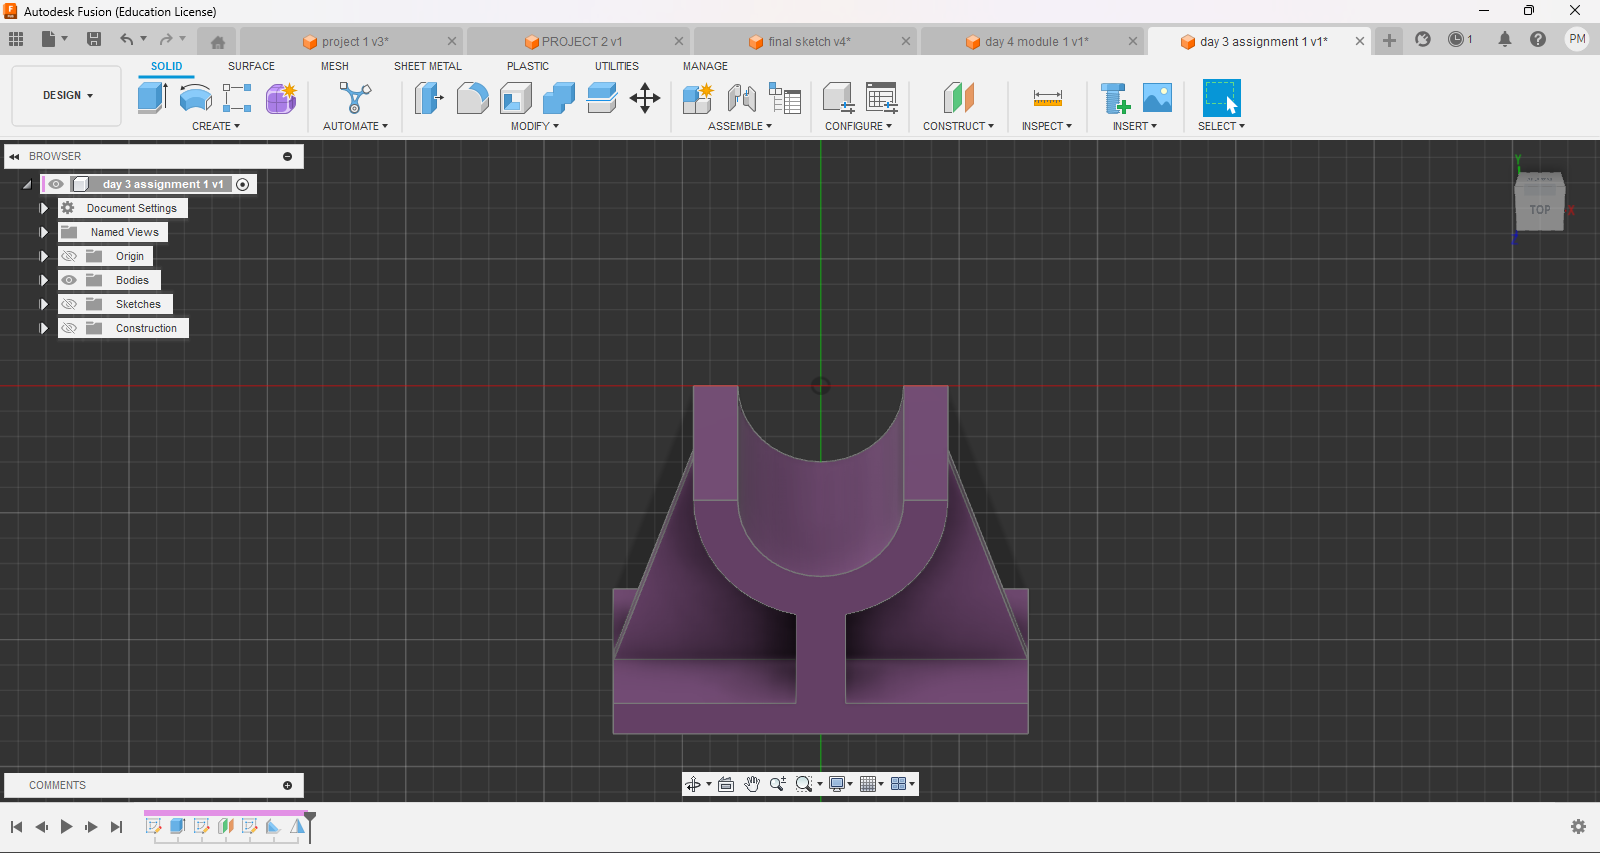 Autodesk Fusion (Education License)
project 1 v3*
PROJECT 2 v1
final sketch v4*
day 4 module 1 v1*
day 3 assignment 1 v1*
1
PM
DESIGN
SOLID SURFACE MESH SHEET METAL PLASTIC UTILITIES MANAGE
CREATE AUTOMATE MODIFY ASSEMBLE CONFIGURE CONSTRUCT INSPECT INSERT SELECT
BROWSER
day 3 assignment 1 v1
Document Settings
Named Views
Origin
Bodies
Sketches
Construction
Y
TOP
X
Z
COMMENTS